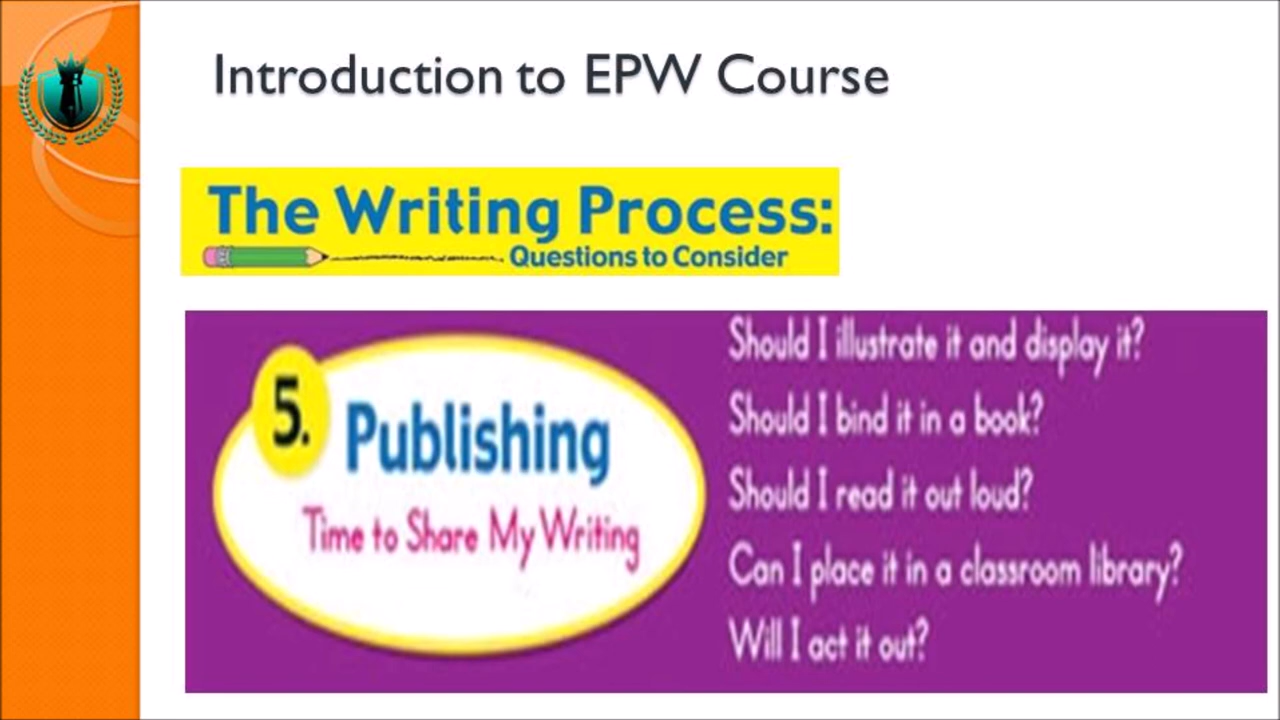 Introduction to EPW Course
The Writing Process:
Questions to Consider
5.
Publishing
Time to Share My Writing
Should I illustrate it and display it?
Should I bind it in a book?
Should I read it out loud?
Can I place it in a classroom library?
Will I act it out?